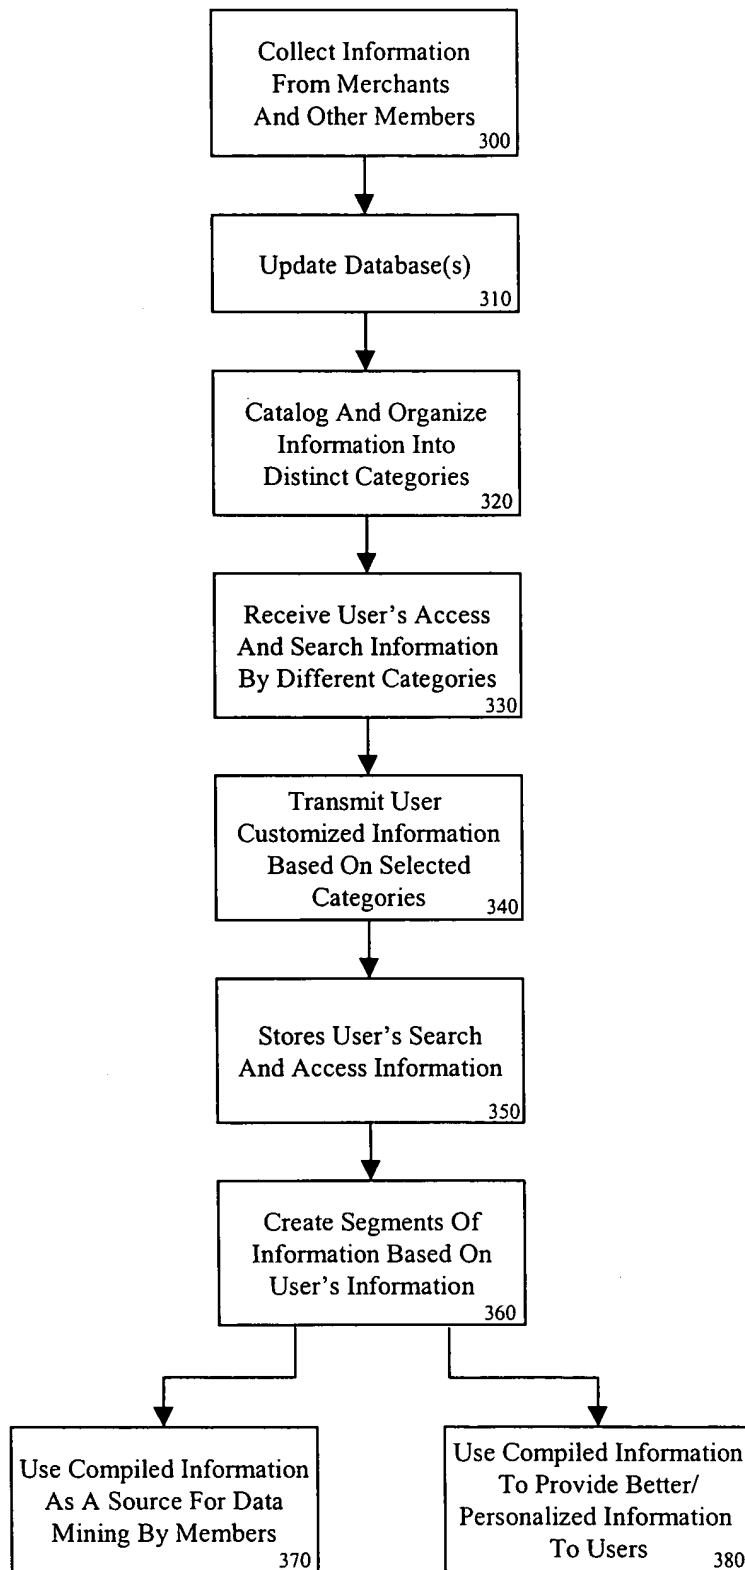 Collect Information
From Merchants
And Other Members
300
Update Database(s)
310
Catalog And Organize
Information Into
Distinct Categories
320
Receive User's Access
And Search Information
By Different Categories
330
Transmit User
Customized Information
Based On Selected
Categories
340
Stores User's Search
And Access Information
350
Create Segments Of
Information Based On
User's Information
360
Use Compiled Information
As A Source For Data
Mining By Members
370
Use Compiled Information
To Provide Better/
Personalized Information
To Users
380